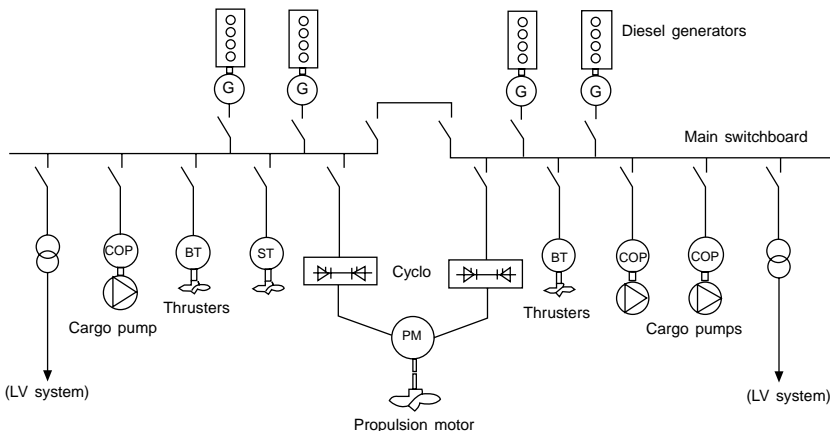 Diesel generators
G
G
G
G
Main switchboard
COP
BT
ST
Cyclo
BT
COP
COP
Thrusters
Thrusters
Cargo pump
Cargo pumps
PM
(LV system)
(LV system)
Propulsion motor